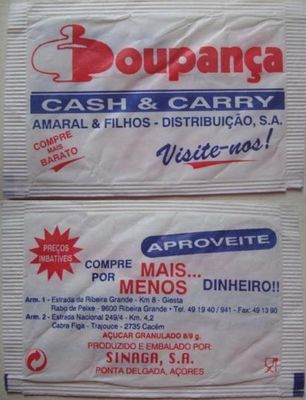 Poupança
CASH & CARRY
AMARAL & FILHOS - DISTRIBUIÇÃO, S.A.
COMPRE
MAIS
BARATO
Visite-nos!
PREÇOS
IMBATÍVEIS
APROVEITE
COMPRE MAIS...
POR MENOS DINHEIRO!!
Arm. 1 - Estrada da Ribeira Grande - Km 8 - Giesta
Rabo de Peixe - 9600 Ribeira Grande - Tel. 49 19 40 / 941 - Fax: 49 13 90
Arm. 2 - Estrada Nacional 249/4 - Km. 4,2
Cabra Figa - Trajouce - 2735 Cacém
AÇUCAR GRANULADO 8/9 g.
PRODUZIDO E EMBALADO POR:
SINAGA, S.A.
PONTA DELGADA, AÇORES